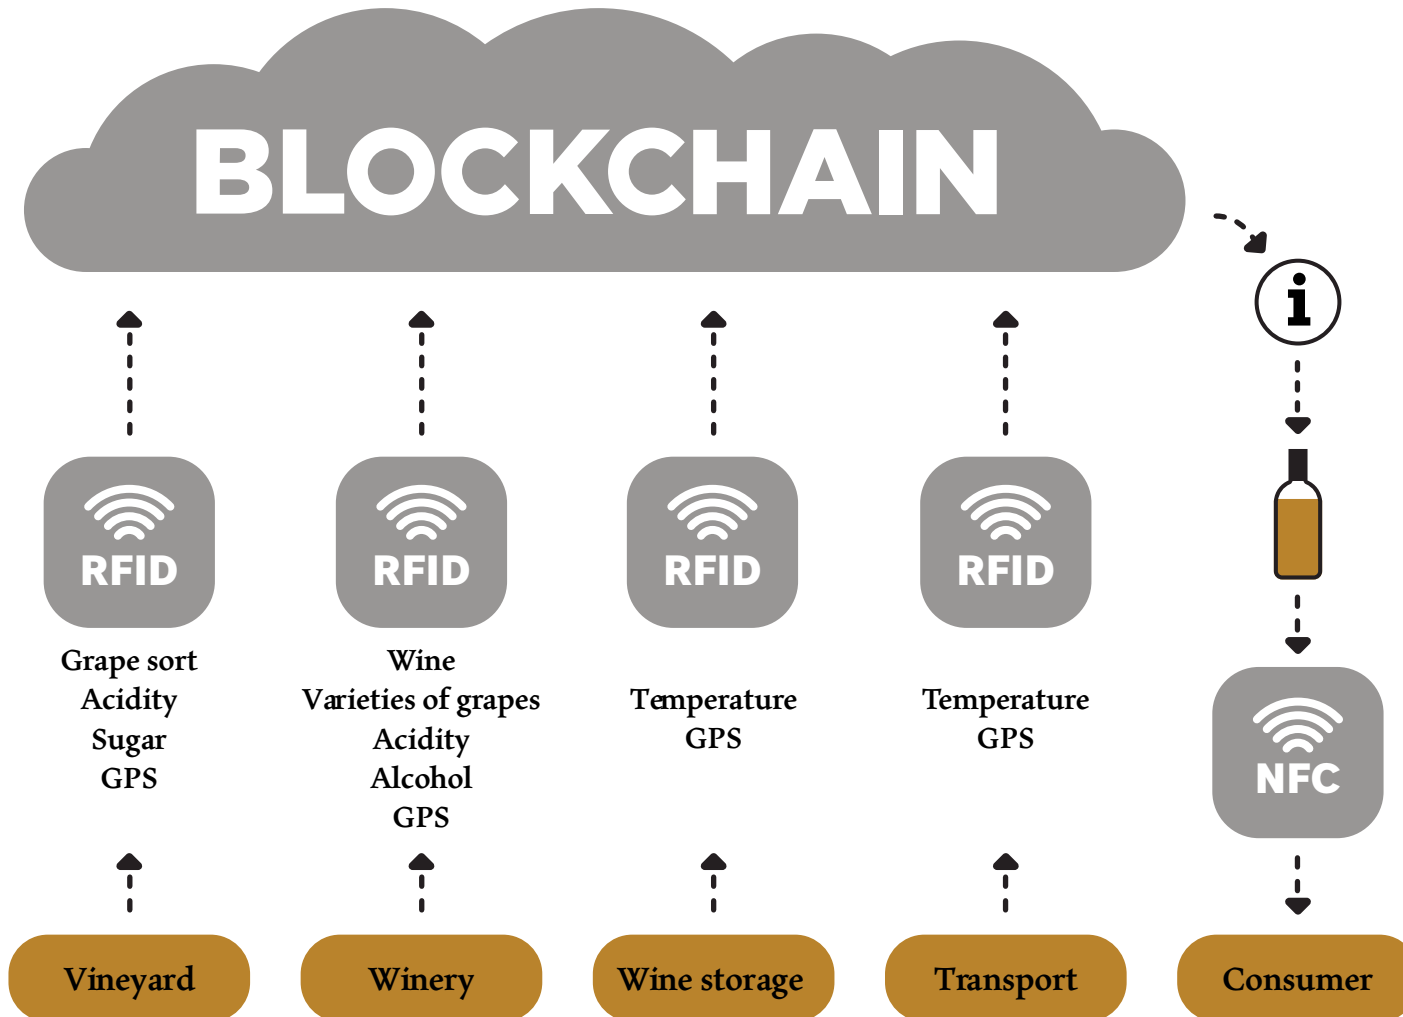 BLOCKCHAIN
i
RFID
RFID
RFID
RFID
Grape sort
Acidity
Sugar
GPS
Wine
Varieties of grapes
Acidity
Alcohol
GPS
Temperature
GPS
Temperature
GPS
NFC
Vineyard
Winery
Wine storage
Transport
Consumer